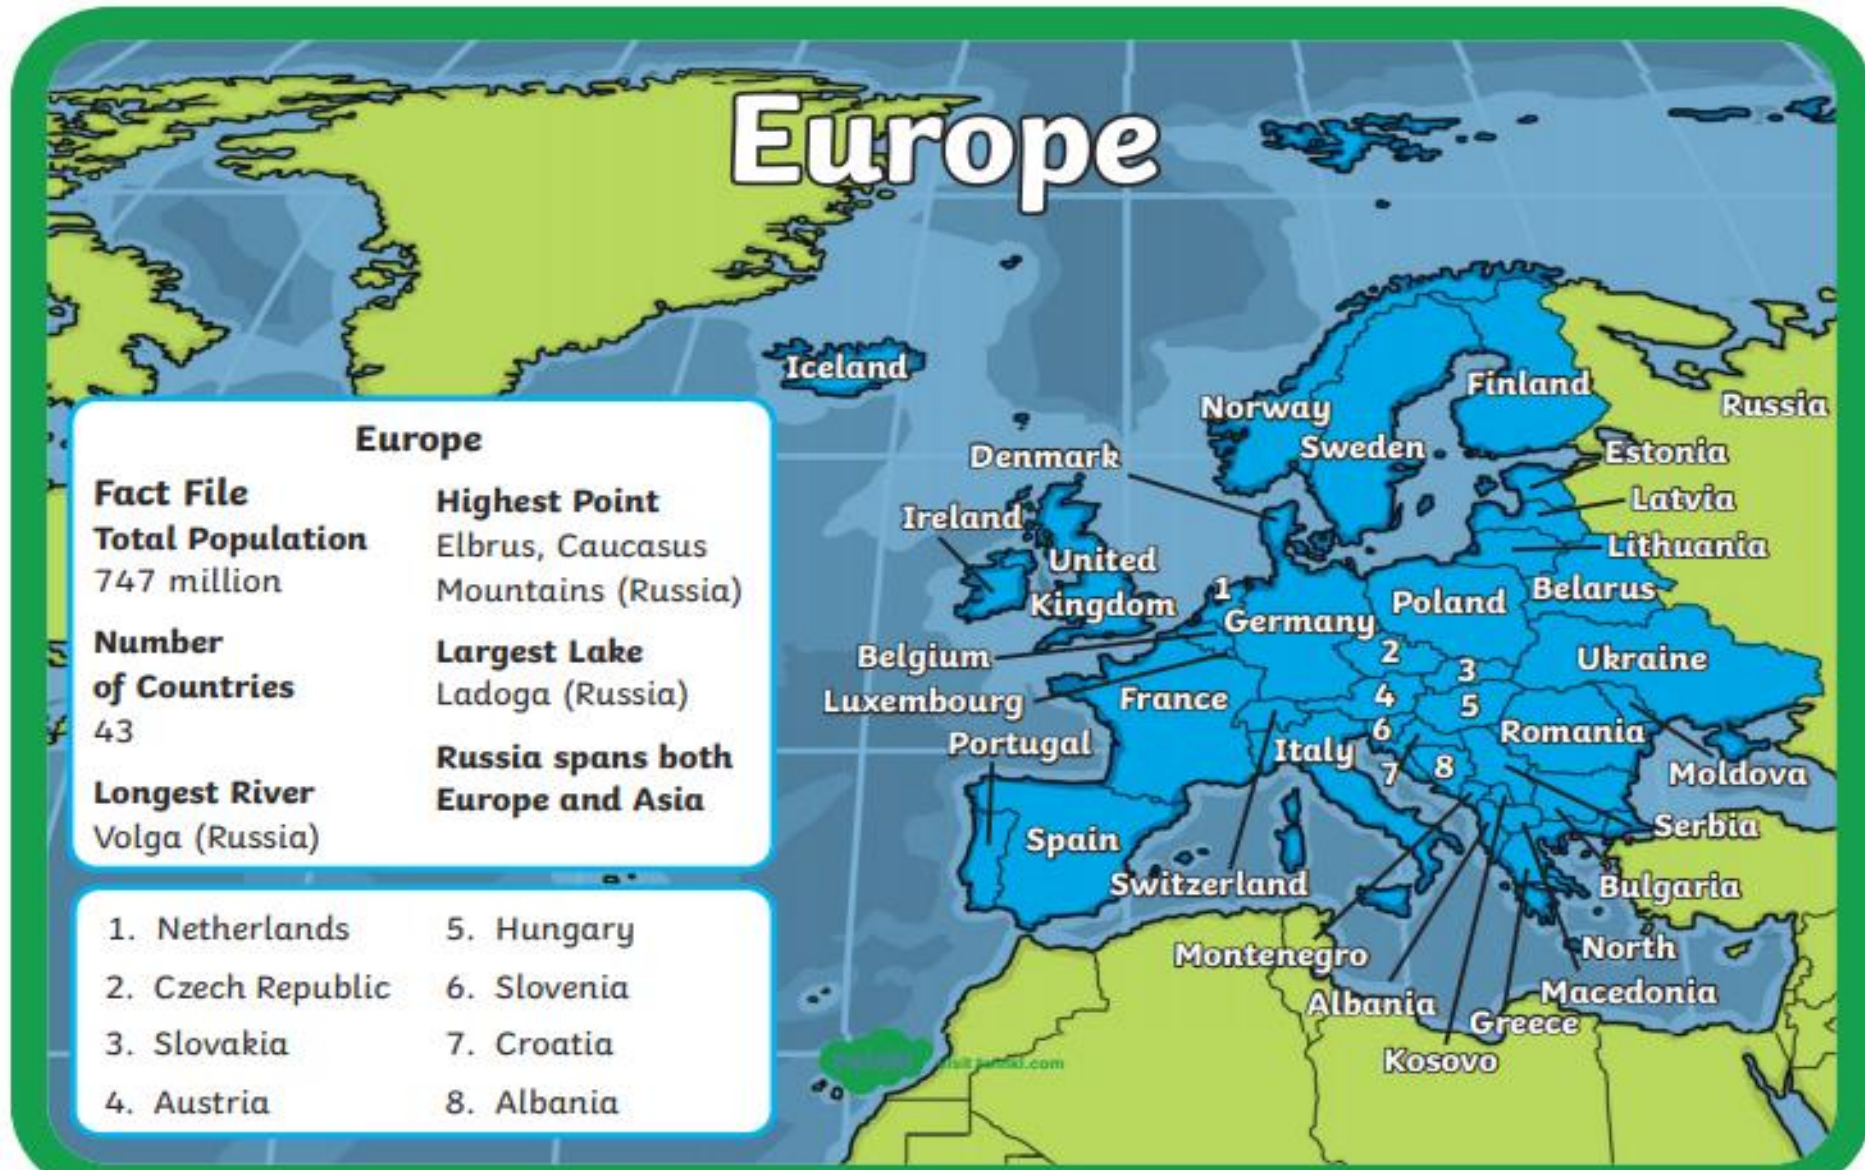 Europe
Iceland
Norway
Finland
Russia
Sweden
Denmark
Estonia
Ireland
Latvia
United
Kingdom
Lithuania
1
Belarus
Poland
Germany
Belgium
2
3
Ukraine
Luxembourg
France
4
5
Portugal
6
Romania
Italy
7
8
Moldova
Spain
Serbia
Switzerland
Bulgaria
Montenegro
North
Macedonia
Albania
Greece
Kosovo
Europe
Fact File
Total Population
747 million
Number
of Countries
43
Longest River
Volga (Russia)
Highest Point
Elbrus, Caucasus
Mountains (Russia)
Largest Lake
Ladoga (Russia)
Russia spans both
Europe and Asia
1. Netherlands
2. Czech Republic
3. Slovakia
4. Austria
5. Hungary
6. Slovenia
7. Croatia
8. Albania